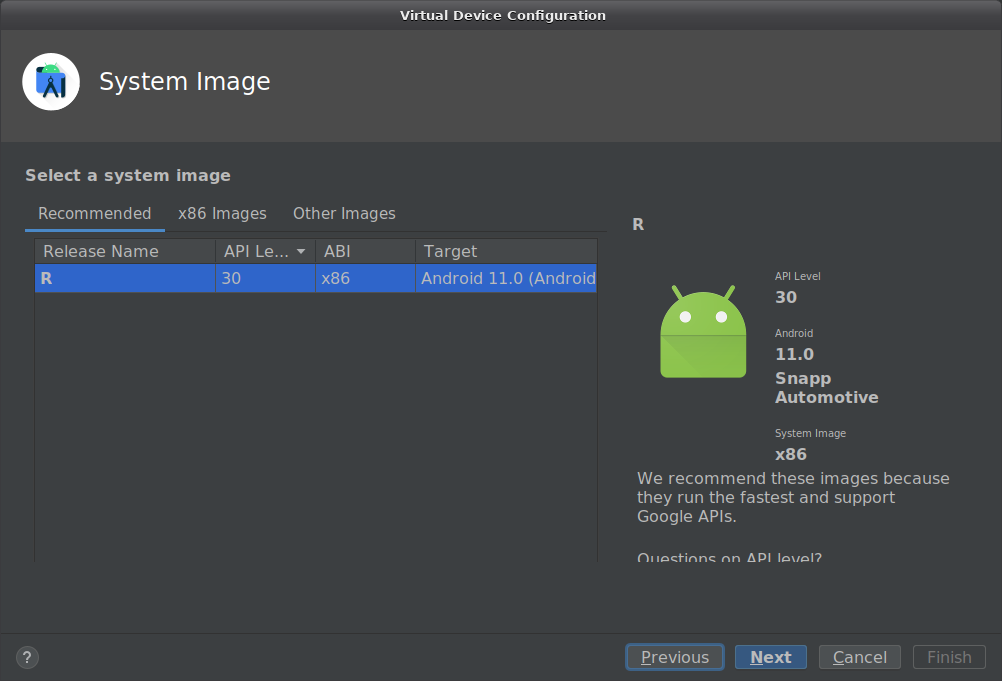 Virtual Device Configuration
System Image
Select a system image
Recommended x86 Images Other Images
Release Name API Le... ABI Target
R 30 x86 Android 11.0 (Android
R
API Level
30
Android
11.0
Snapp
Automotive
System Image
x86
We recommend these images because
they run the fastest and support
Google APIs.
Questions on API level?
? Previous Next Cancel Finish